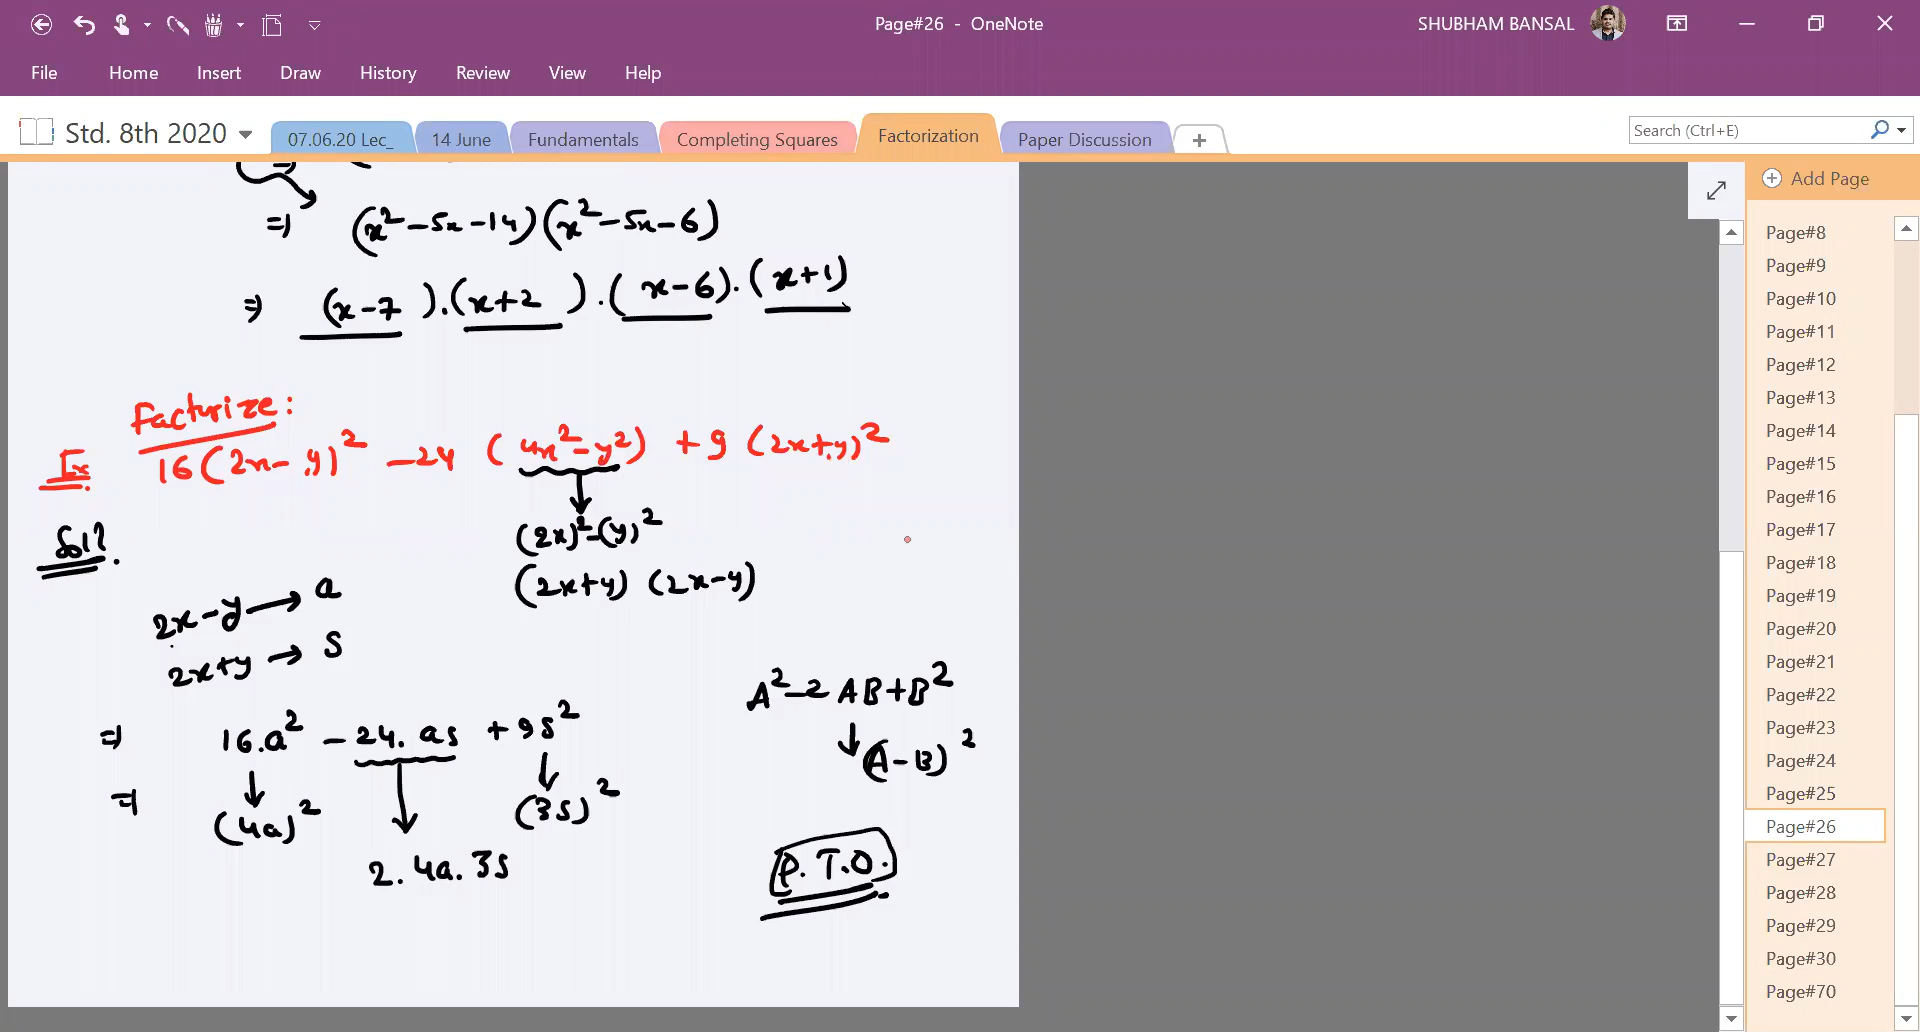 Page#26 - OneNote
SHUBHAM BANSAL
File Home Insert Draw History Review View Help
Std. 8th 2020
07.06.20 Lec_ 14 June Fundamentals Completing Squares Factorization Paper Discussion +
Search (Ctrl+E)
Add Page
Page#8
Page#9
Page#10
Page#11
Page#12
Page#13
Page#14
Page#15
Page#16
Page#17
Page#18
Page#19
Page#20
Page#21
Page#22
Page#23
Page#24
Page#25
Page#26
Page#27
Page#28
Page#29
Page#30
Page#70
⇒ (x² - 5x - 14) (x² - 5x - 6)
⇒ (x - 7).(x + 2).(x - 6).(x + 1)
Factorize:
Ex 16(2x - y)² - 24 (4x² - y²) + 9 (2x + y)²
Solⁿ.
(2x)² - (y)²
(2x + y) (2x - y)
2x - y → a
2x + y → s
A² - 2AB + B²
↓ (A - B)²
⇒ 16.a² - 24.as + 9s²
⇒ (4a)² (3s)²
2.4a.3s
P.T.O.